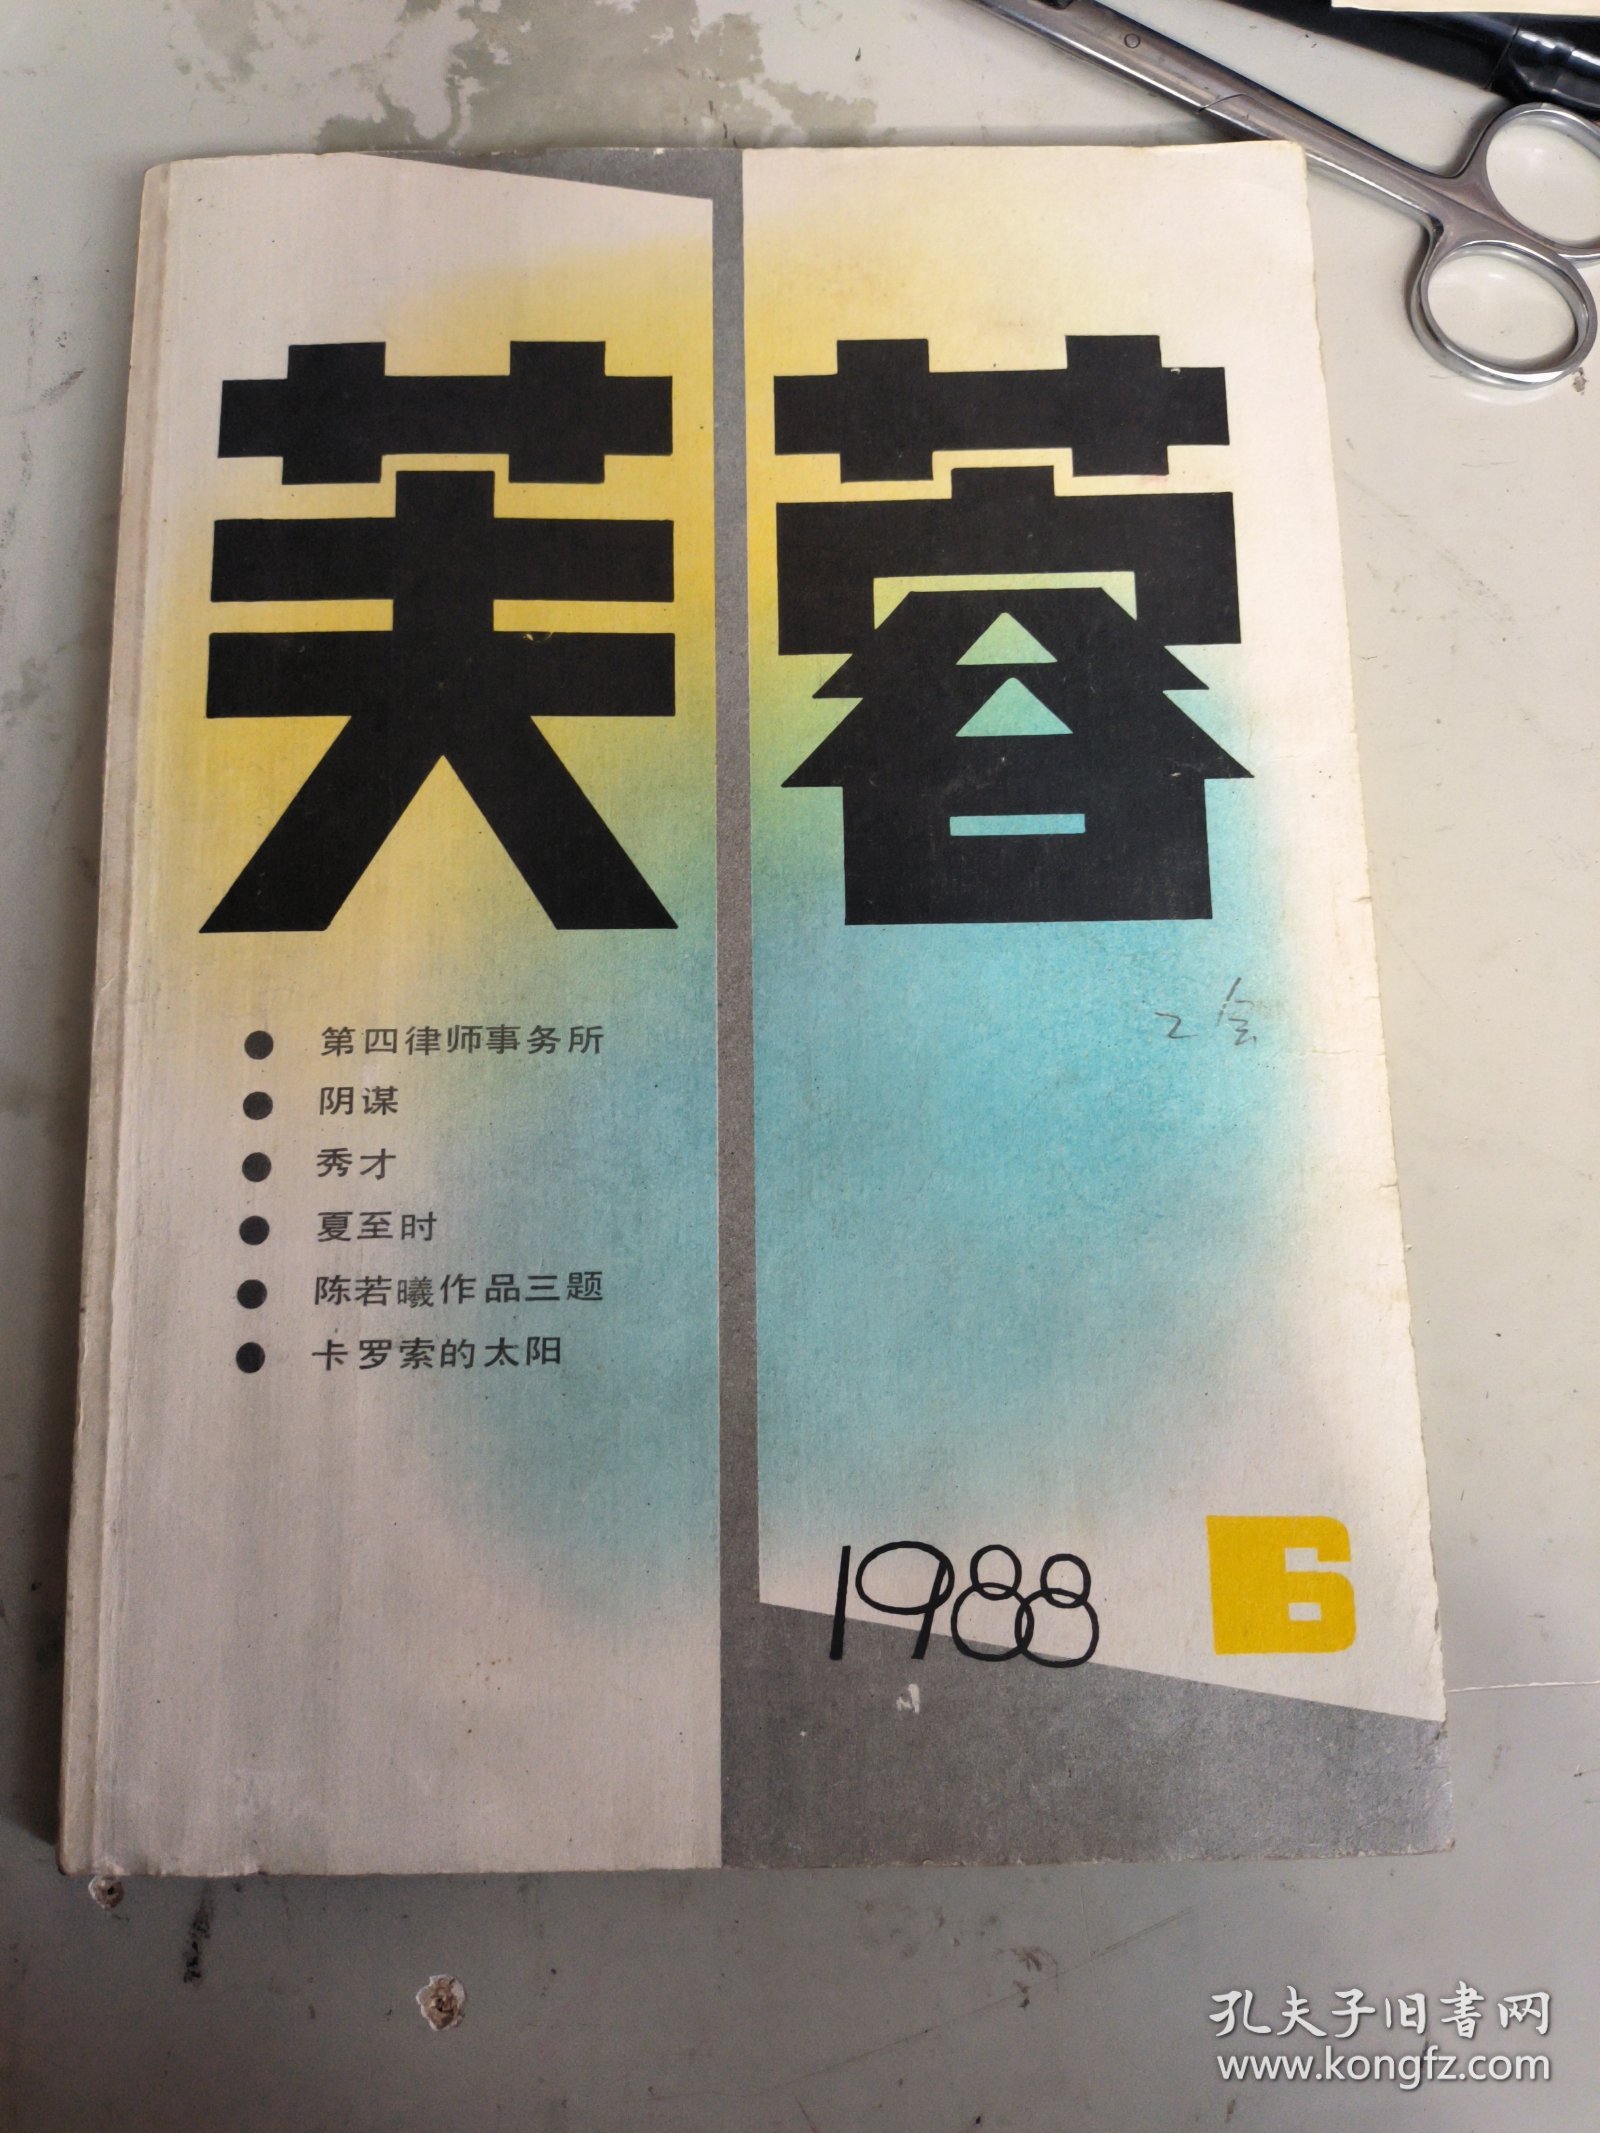 芙蓉
工会
第四律师事务所
阴谋
秀才
夏至时
陈若曦作品三题
卡罗索的太阳
1988
6
孔夫子旧书网
www.kongfz.com